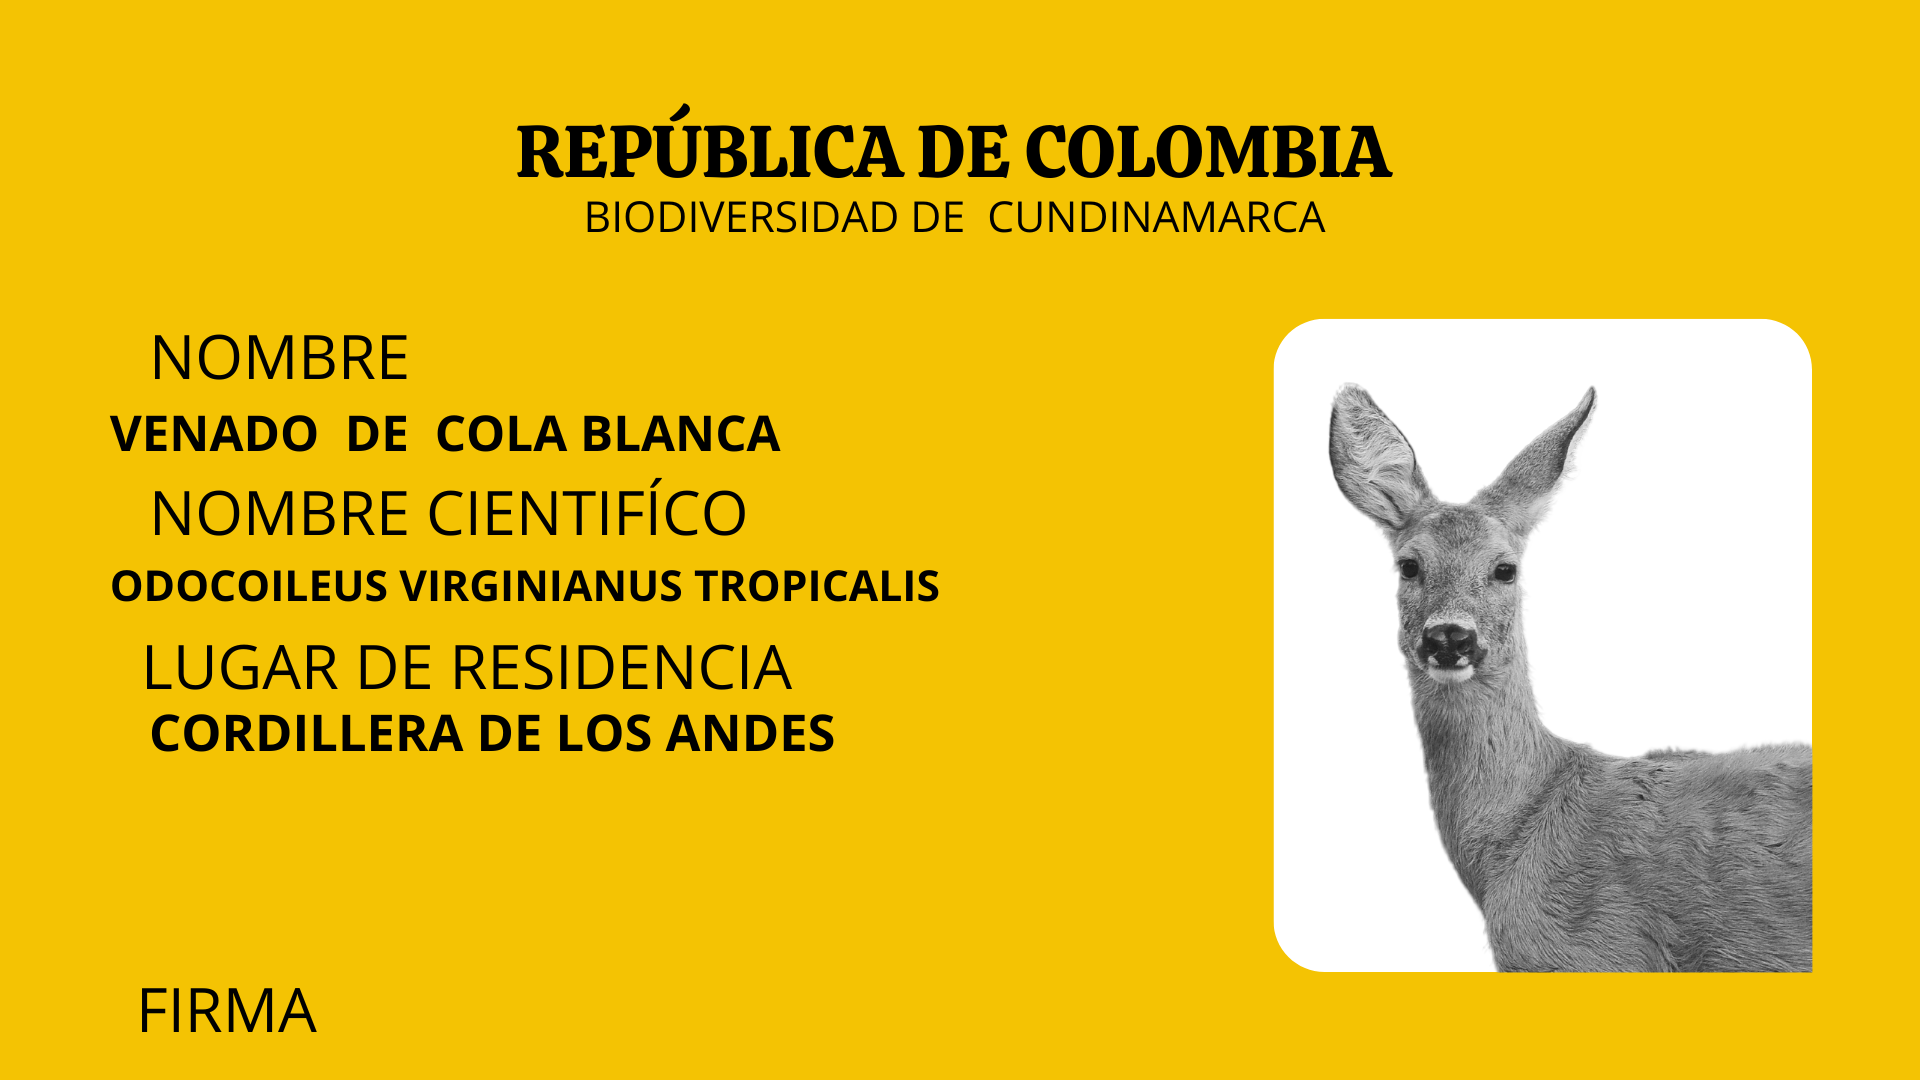 REPÚBLICA DE COLOMBIA
BIODIVERSIDAD DE CUNDINAMARCA
NOMBRE
VENADO DE COLA BLANCA
NOMBRE CIENTIFÍCO
ODOCOILEUS VIRGINIANUS TROPICALIS
LUGAR DE RESIDENCIA
CORDILLERA DE LOS ANDES
FIRMA